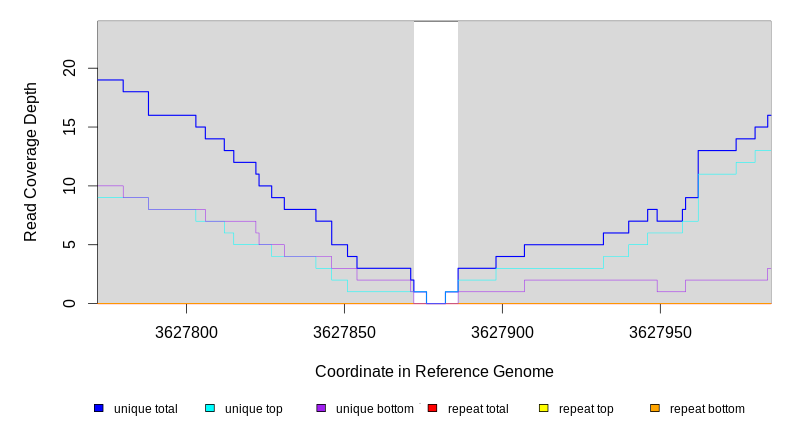 Read Coverage Depth
20
15
10
5
0
3627800 3627850 3627900 3627950
Coordinate in Reference Genome
unique total unique top unique bottom repeat total repeat top repeat bottom